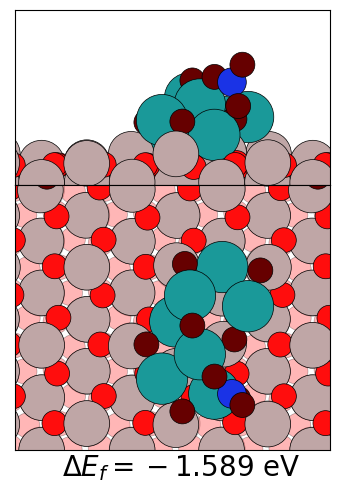 $\Delta E_f = -1.589$ eV